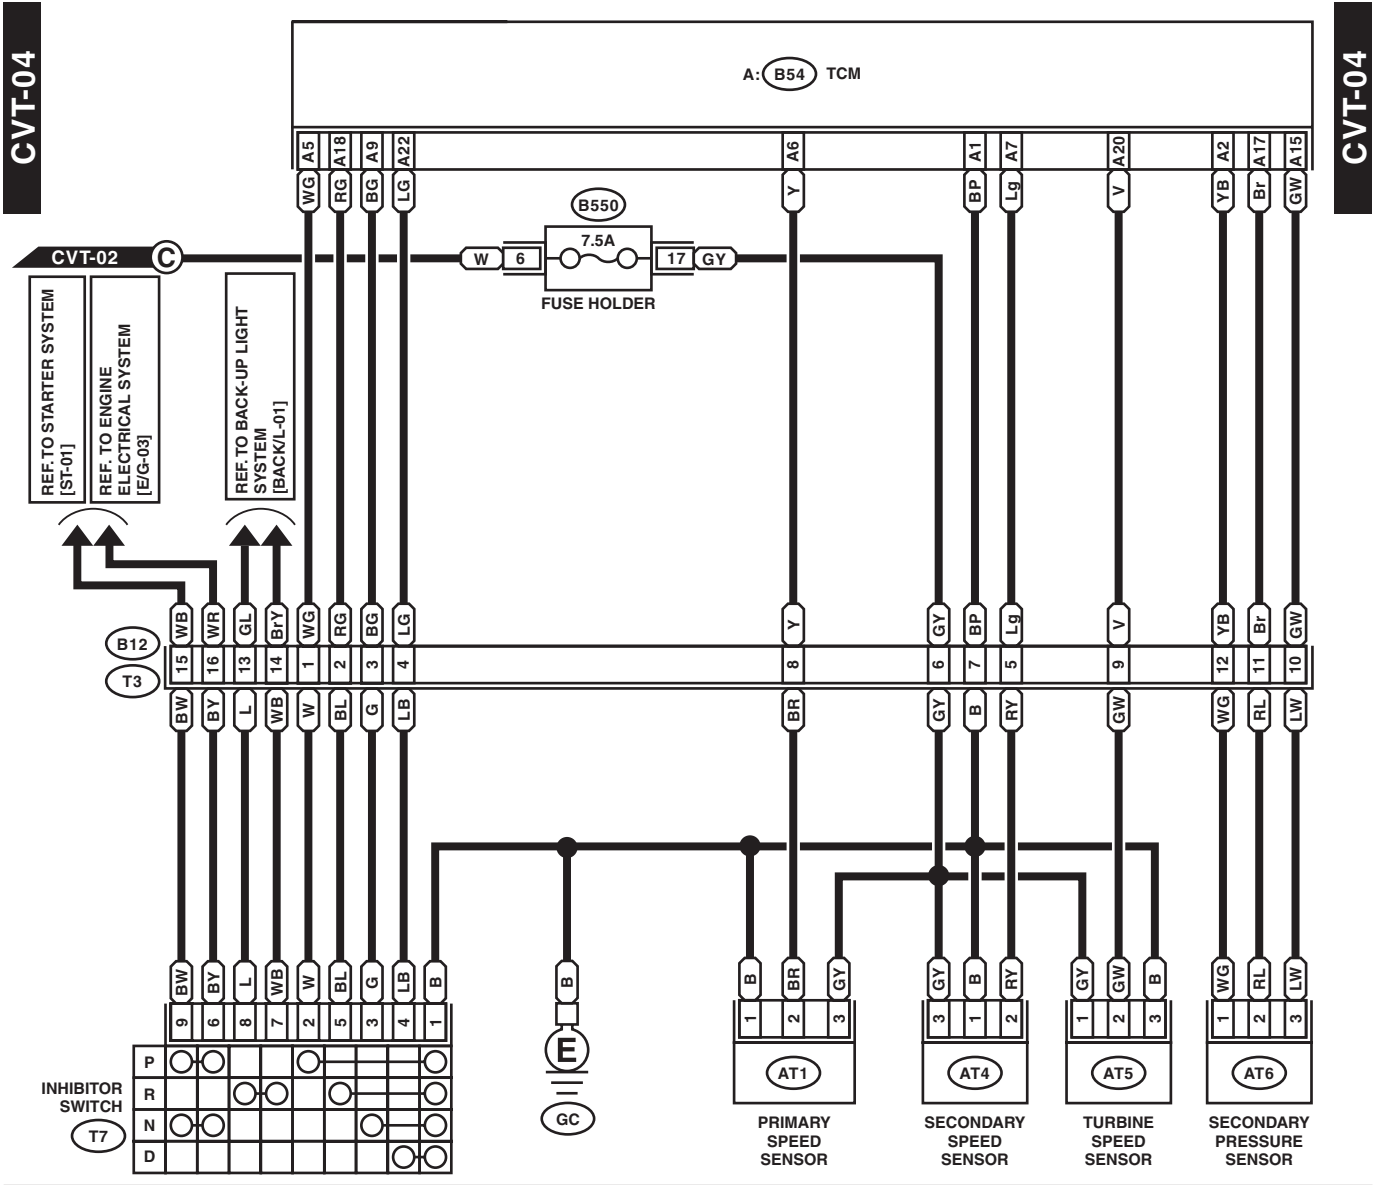 CVT-04
CVT-04
A: B54 TCM
A5 A18 A9 A22 A6 A1 A7 A20 A2 A17 A15
WG RG BG LG Y BP Lg V YB Br GW
B550
7.5A
CVT-02 C W 6 17 GY
FUSE HOLDER
REF.TO STARTER SYSTEM
[ST-01]
REF. TO ENGINE
ELECTRICAL SYSTEM
[E/G-03]
REF.TO BACK-UP LIGHT
SYSTEM
[BACK/L-01]
WB WR GL BrY WG RG BG LG Y GY BP Lg V YB Br GW
B12
15 16 13 14 1 2 3 4 8 6 7 5 9 12 11 10
T3
BW BY L WB W BL G LB BR GY B RY GW WG RL LW
BW BY L WB W BL G LB B B B BR GY GY B RY GY GW B WG RL LW
9 6 8 7 2 5 3 4 1 1 2 3 3 1 2 1 2 3 1 2 3
E
P
R
N
D
INHIBITOR
SWITCH
T7
GC
AT1 AT4 AT5 AT6
PRIMARY
SPEED
SENSOR
SECONDARY
SPEED
SENSOR
TURBINE
SPEED
SENSOR
SECONDARY
PRESSURE
SENSOR